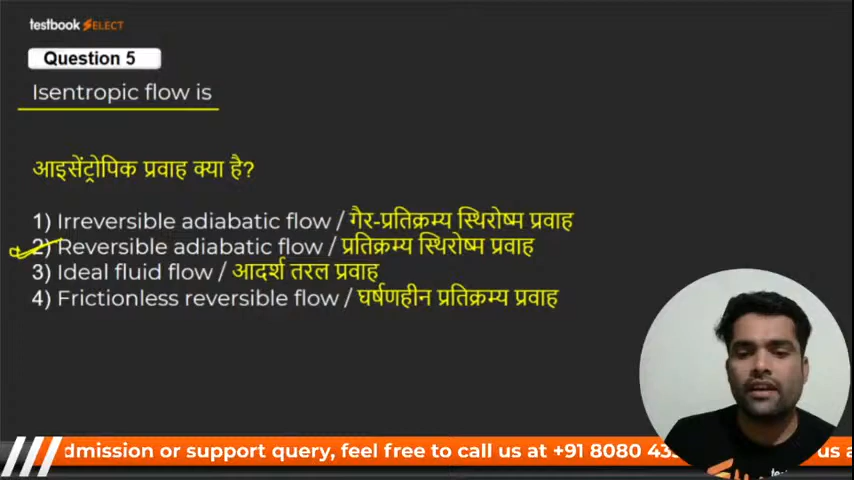 testbook SELECT
Question 5
Isentropic flow is
आइसेंट्रोपिक प्रवाह क्या है?
1) Irreversible adiabatic flow / गैर-प्रतिक्रम्य स्थिरोष्म प्रवाह
2) Reversible adiabatic flow / प्रतिक्रम्य स्थिरोष्म प्रवाह
3) Ideal fluid flow / आदर्श तरल प्रवाह
4) Frictionless reversible flow / घर्षणहीन प्रतिक्रम्य प्रवाह
dmission or support query, feel free to call us at +91 8080 43 us a